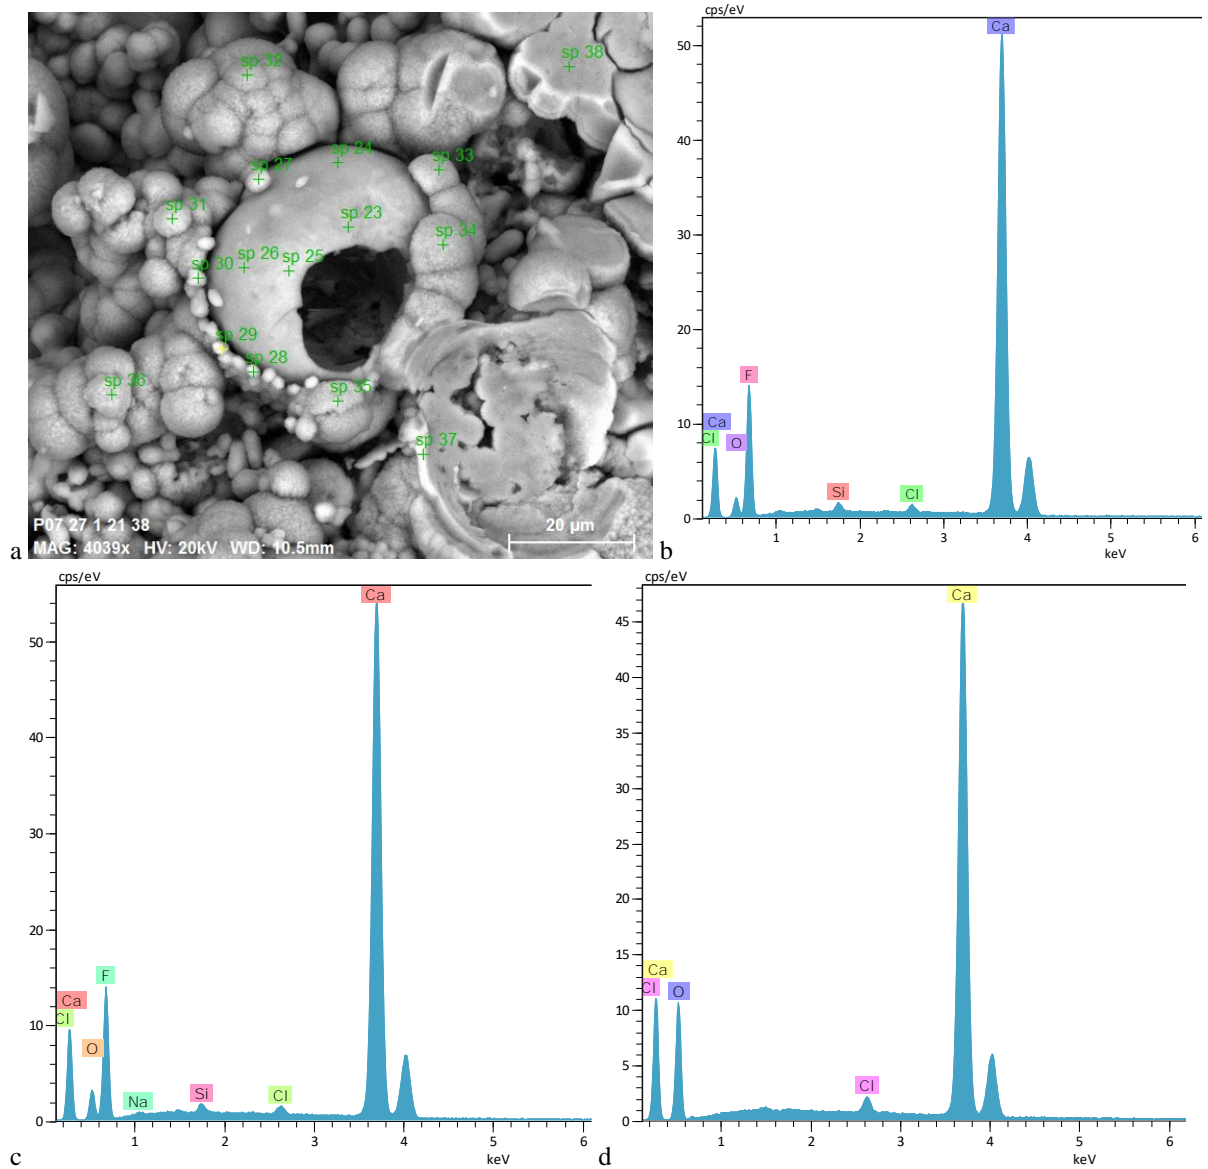 sp 32
sp 38
sp 24
sp 33
sp 27
sp 31
sp 23
sp 34
sp 26
sp 25
sp 30
sp 29
sp 28
sp 36
sp 35
sp 37
P07 27 1 21 38
20 µm
MAG: 4039x HV: 20kV WD: 10.5mm
a
cps/eV
50
40
30
20
10
0
Ca
F
Ca
Cl
O
Si
Cl
1 2 3 4 5 6
keV
b
cps/eV
50
40
30
20
10
0
Ca
F
Ca
Cl
O
Na
Si
Cl
1 2 3 4 5 6
keV
c
cps/eV
45
40
35
30
25
20
15
10
5
0
Ca
Ca
Cl
O
Cl
1 2 3 4 5 6
keV
d